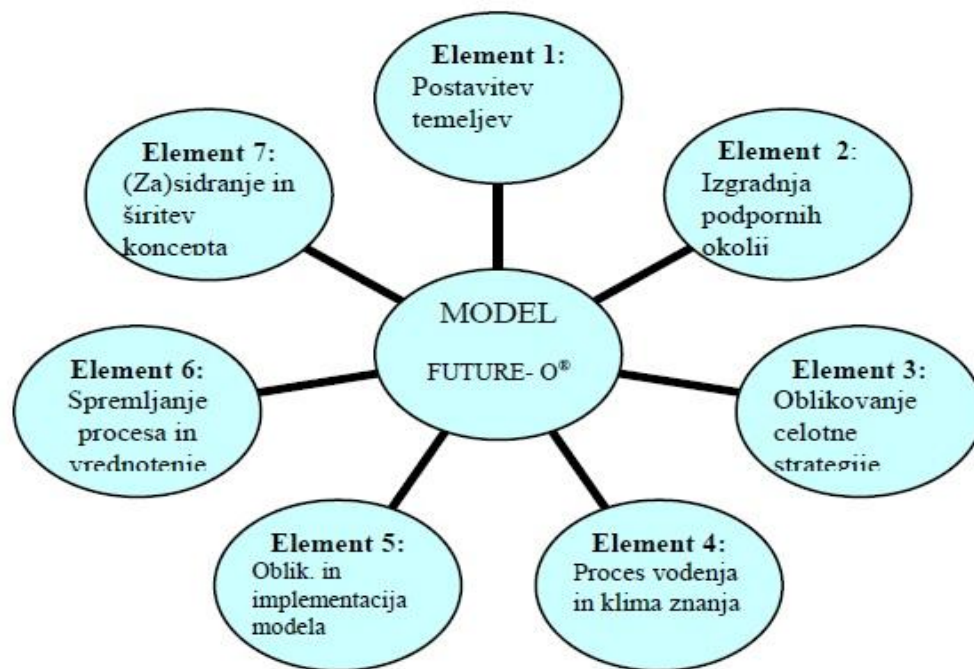 Element 1:
Postavitev
temeljev
Element 2:
Izgradnja
podpornih
okolij
Element 3:
Oblikovanje
celotne
strategije
Element 4:
Proces vodenja
in klima znanja
Element 5:
Oblik. in
implementacija
modela
Element 6:
Spremljanje
procesa in
vrednotenje
Element 7:
(Za)sidranje in
širitev
koncepta
MODEL
FUTURE- O®